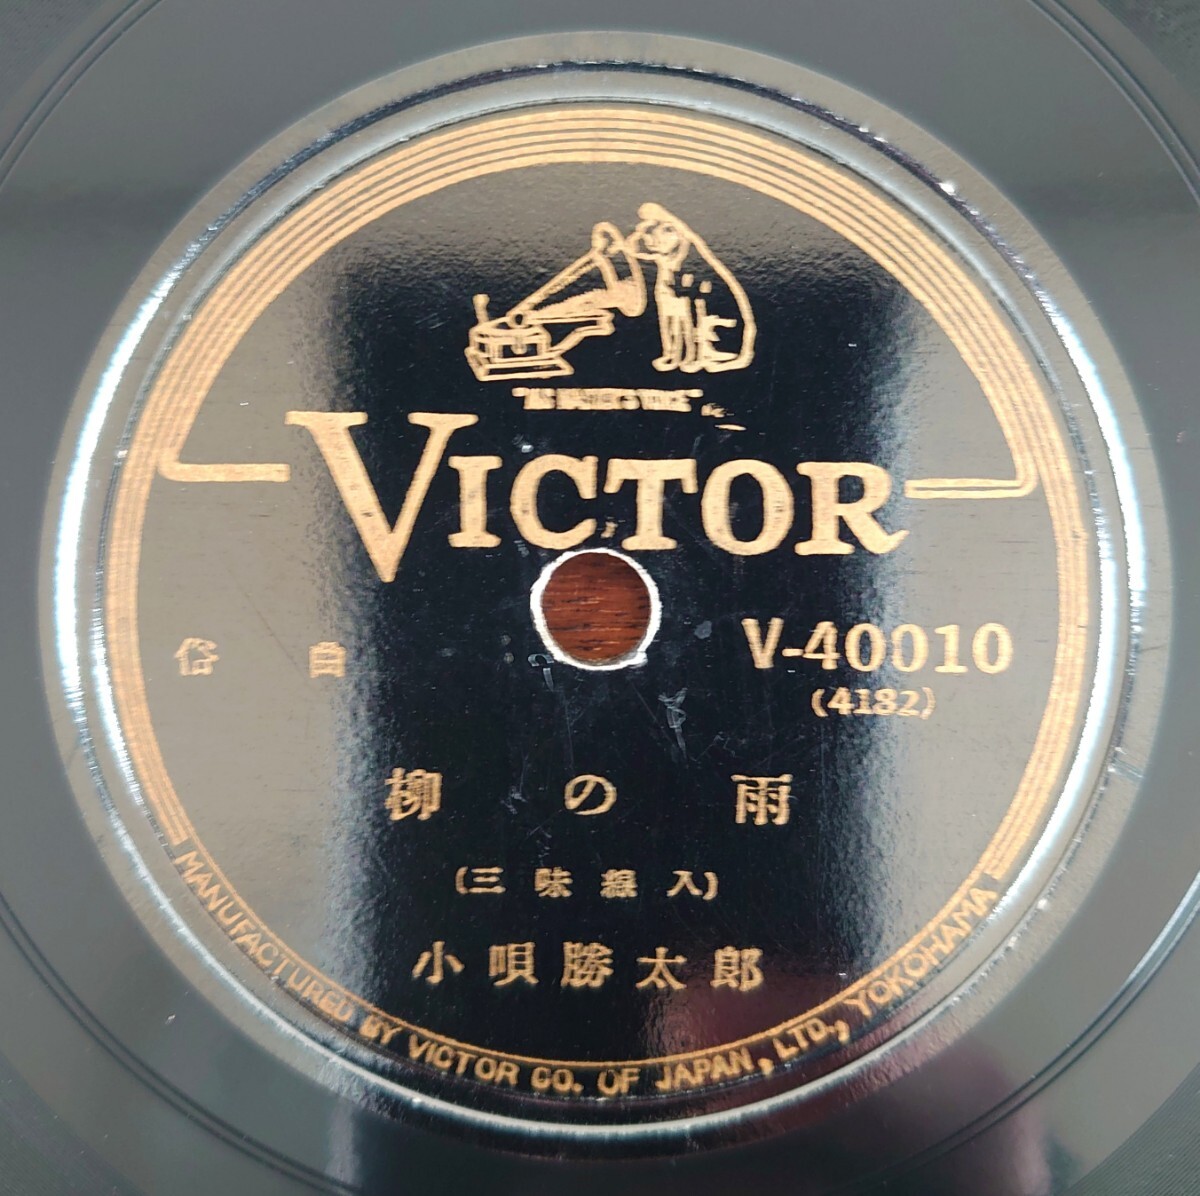 "HIS MASTER'S VOICE"
VICTOR
俗曲
V-40010
(4182)
柳の雨
(三味線入)
小唄勝太郎
MANUFACTURED BY VICTOR CO. OF JAPAN, LTD., YOKOHAMA